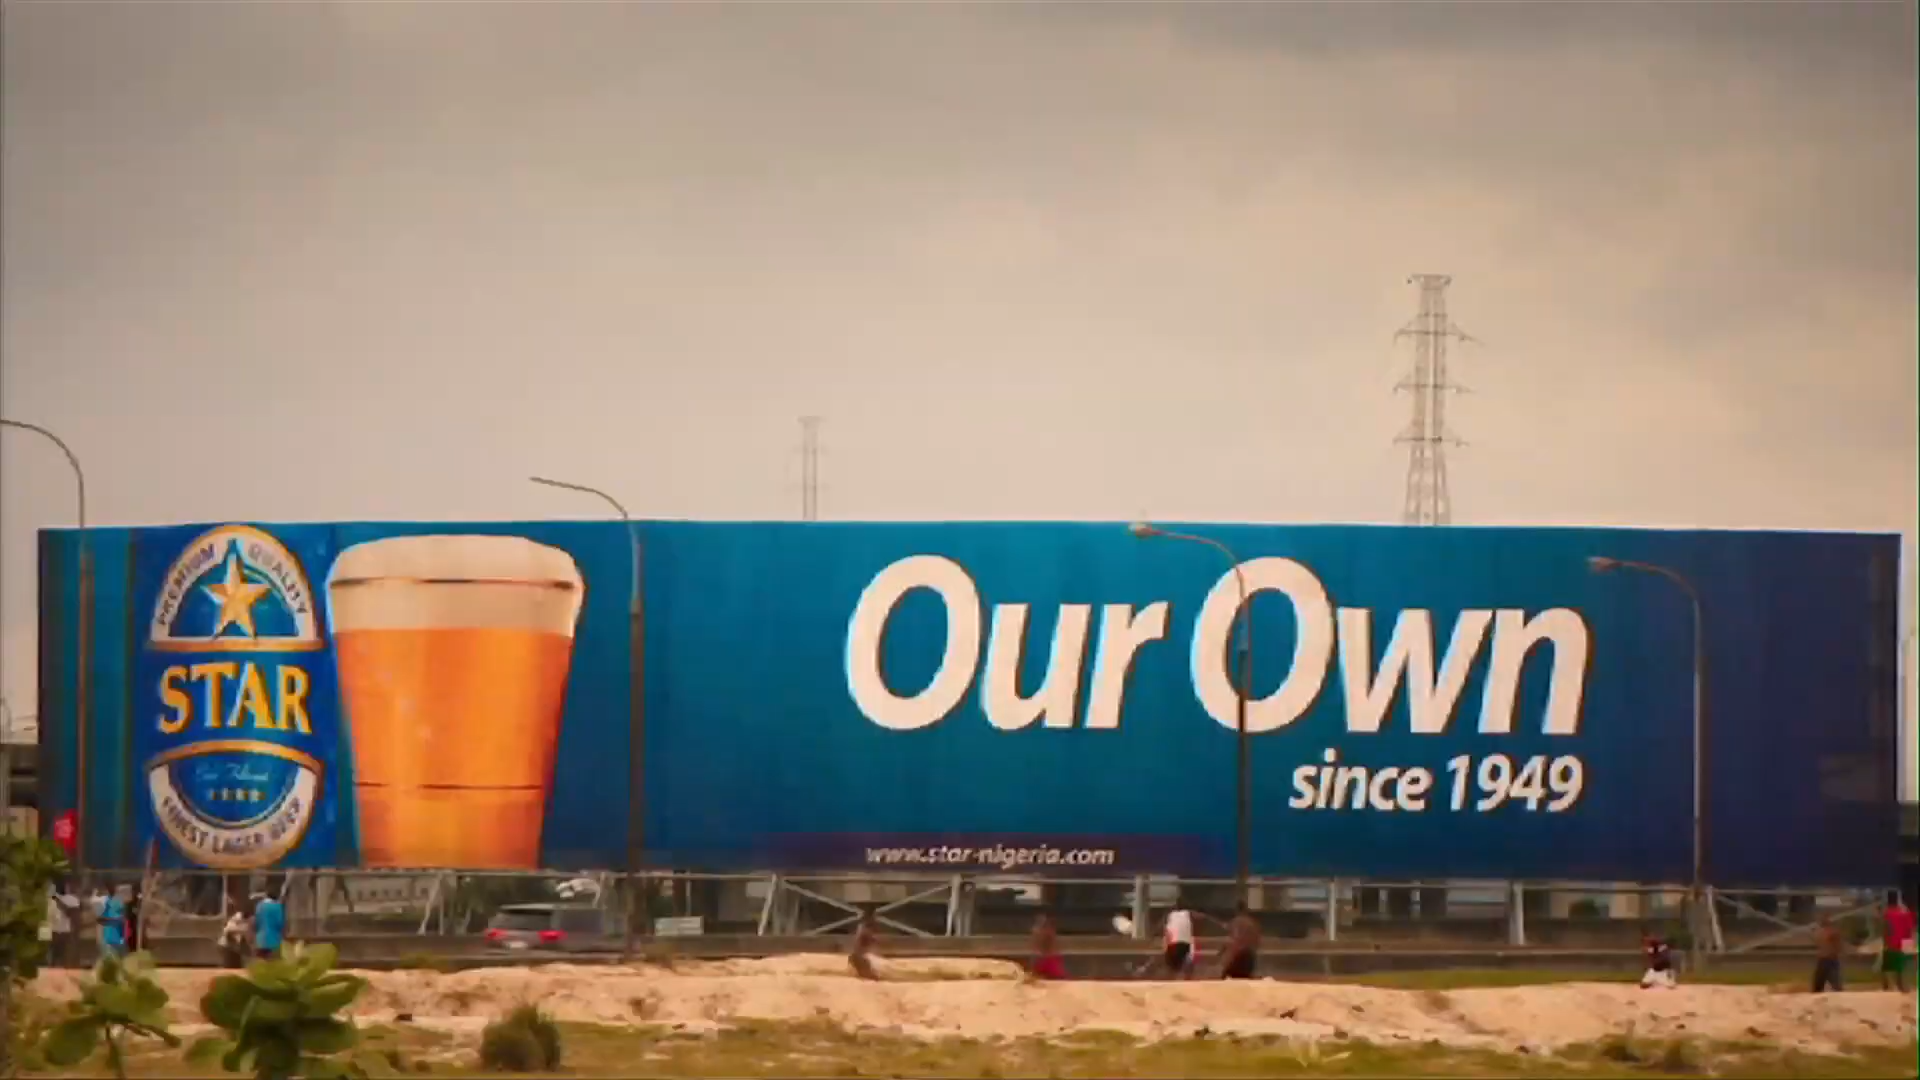 PREMIUM QUALITY
STAR
FINEST LAGER BEER
Our Own
since 1949
www.star-nigeria.com